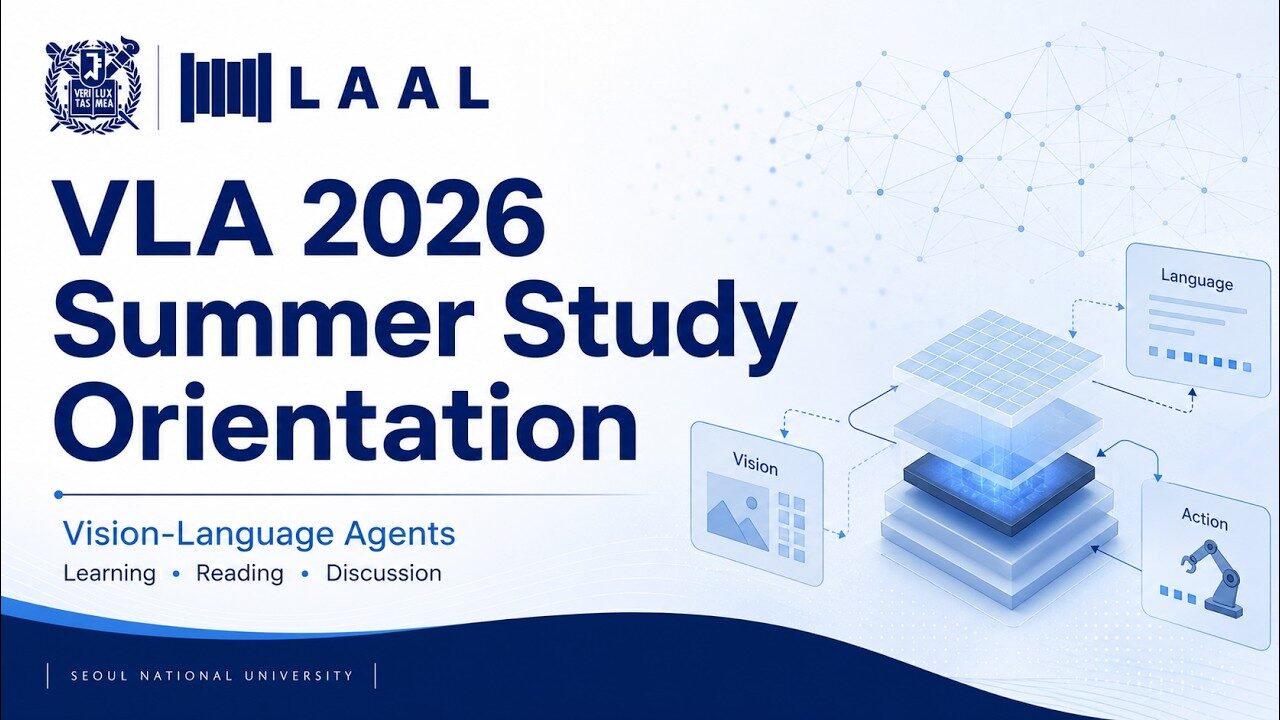 VERI LUX
TAS MEA
LAAL
VLA 2026
Summer Study
Orientation
Vision-Language Agents
Learning • Reading • Discussion
SEOUL NATIONAL UNIVERSITY
Vision
Language
Action